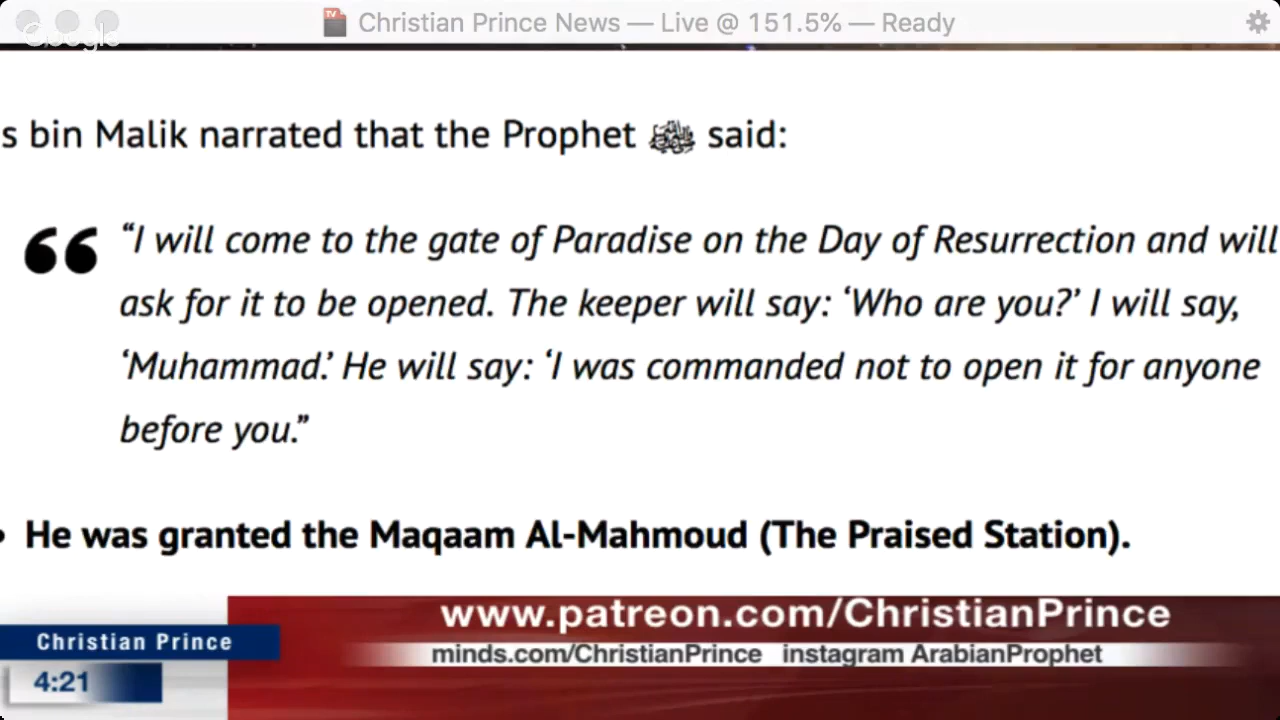 Christian Prince News — Live @ 151.5% — Ready
Google
s bin Malik narrated that the Prophet ﷺ said:
“I will come to the gate of Paradise on the Day of Resurrection and will
ask for it to be opened. The keeper will say: ‘Who are you?’ I will say,
‘Muhammad.’ He will say: ‘I was commanded not to open it for anyone
before you.”
• He was granted the Maqaam Al-Mahmoud (The Praised Station).
www.patreon.com/ChristianPrince
Christian Prince
minds.com/ChristianPrince instagram ArabianProphet
4:21